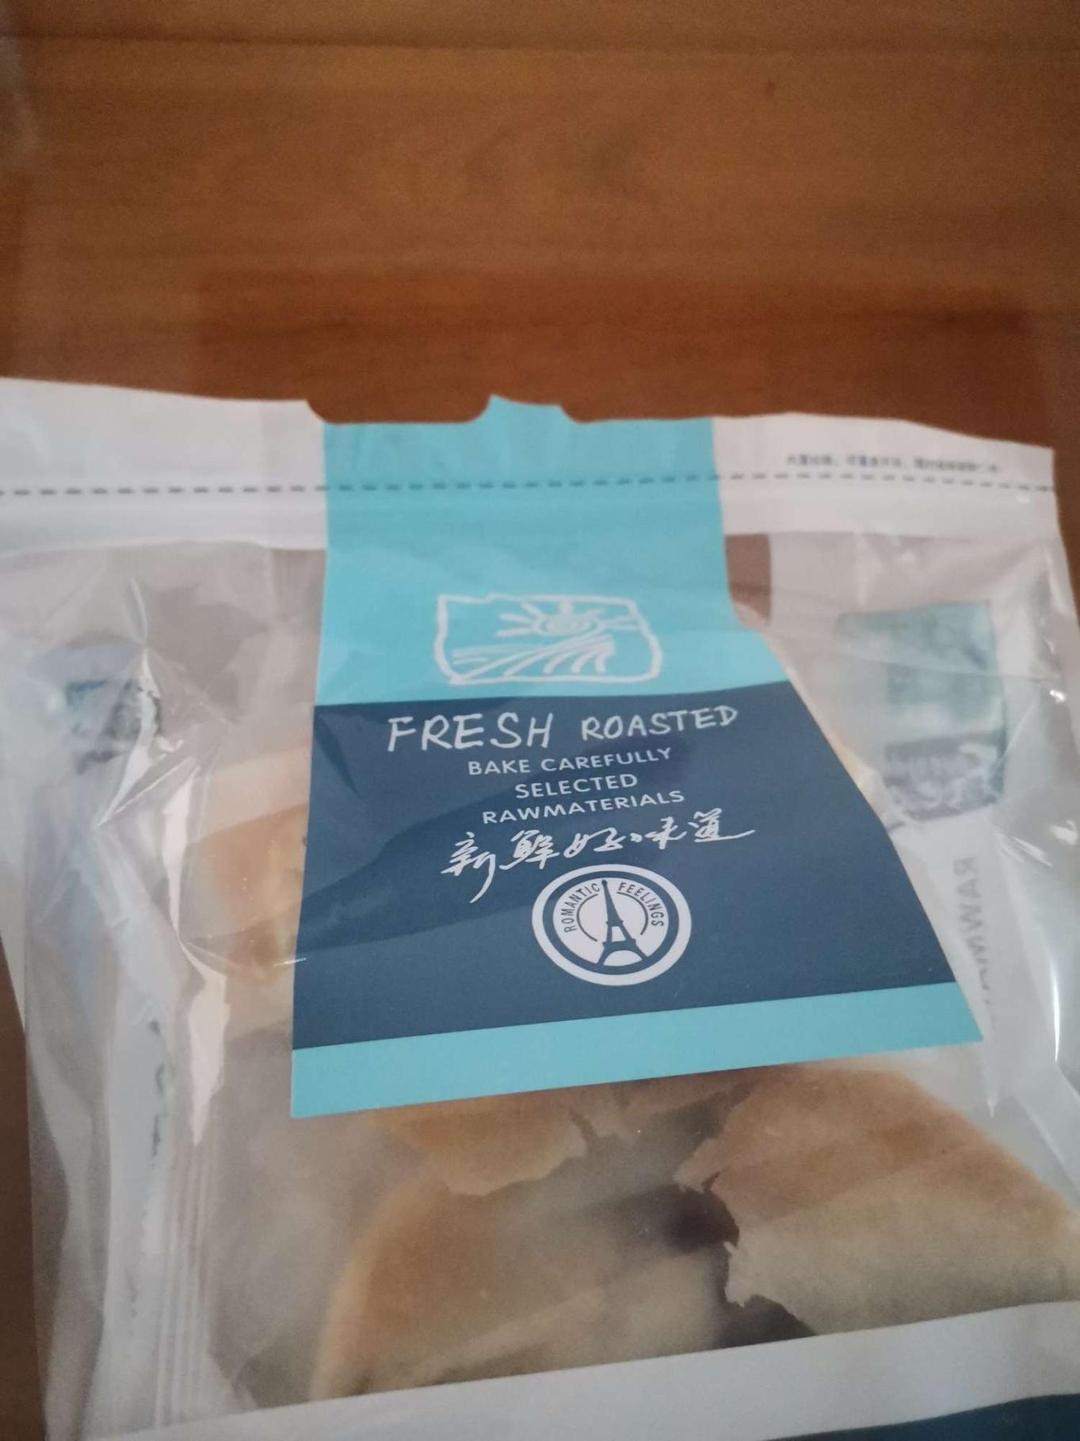 FRESH ROASTED
BAKE CAREFULLY
SELECTED
RAWMATERIALS
新鲜好味道
ROMANTIC FEELINGS